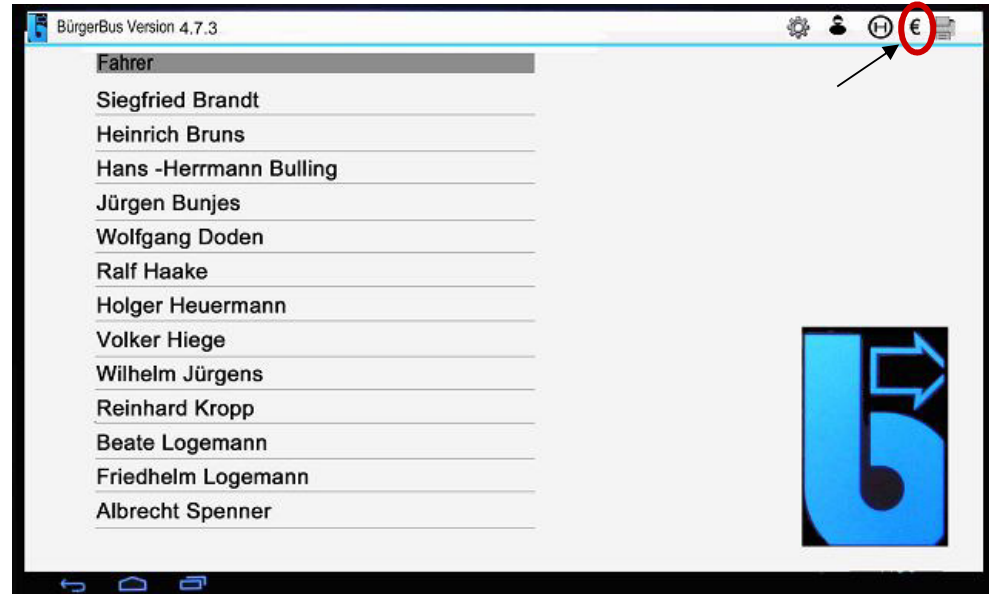 BürgerBus Version 4.7.3
H €
Fahrer
Siegfried Brandt
Heinrich Bruns
Hans -Herrmann Bulling
Jürgen Bunjes
Wolfgang Doden
Ralf Haake
Holger Heuermann
Volker Hiege
Wilhelm Jürgens
Reinhard Kropp
Beate Logemann
Friedhelm Logemann
Albrecht Spenner